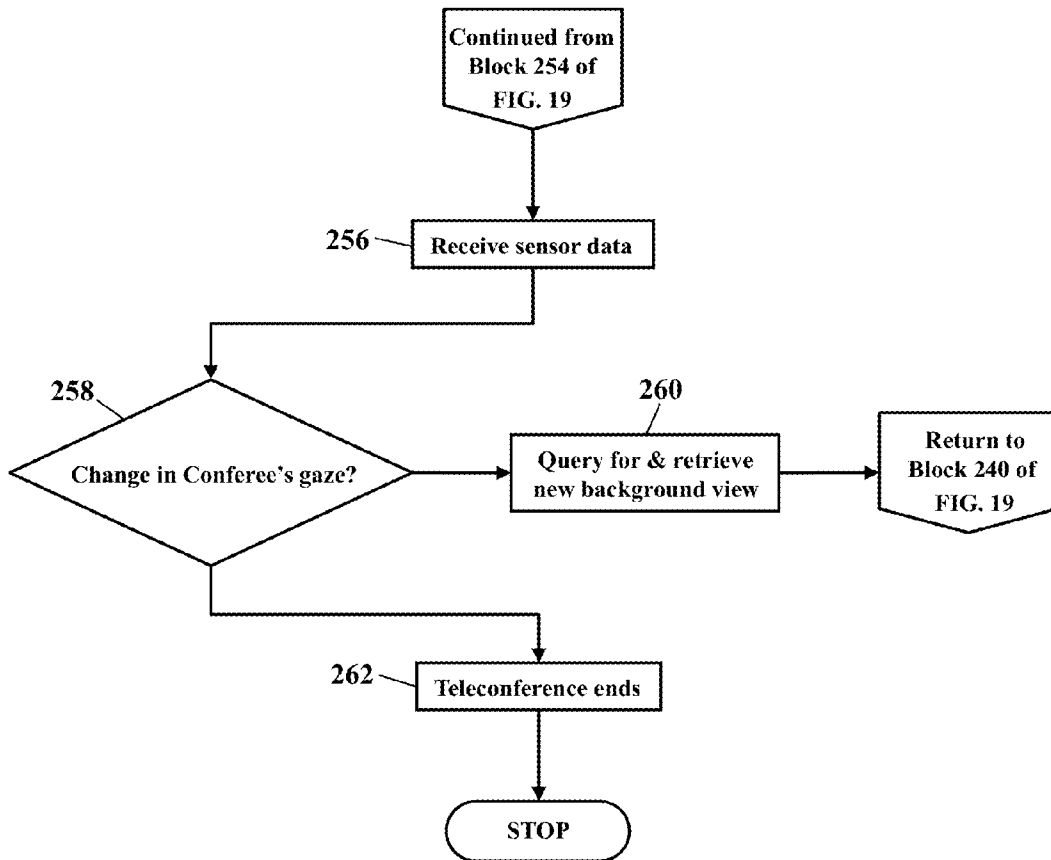 Continued from
Block 254 of
FIG. 19
256
Receive sensor data
258
Change in Conferee's gaze?
260
Query for & retrieve
new background view
Return to
Block 240 of
FIG. 19
262
Teleconference ends
STOP